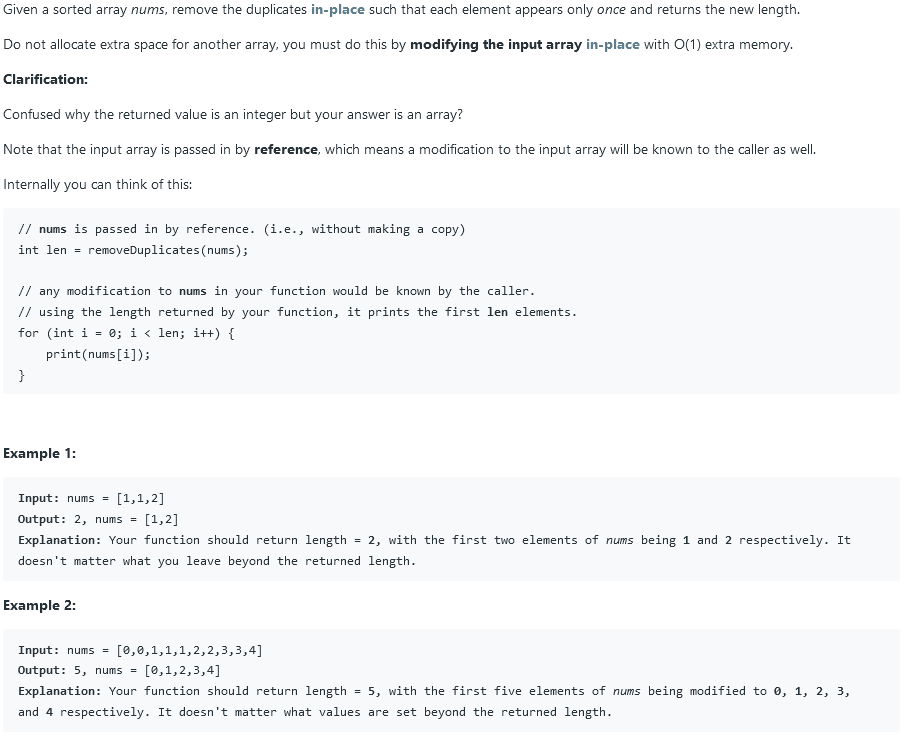 Given a sorted array nums, remove the duplicates in-place such that each element appears only once and returns the new length.
Do not allocate extra space for another array, you must do this by modifying the input array in-place with O(1) extra memory.
Clarification:
Confused why the returned value is an integer but your answer is an array?
Note that the input array is passed in by reference, which means a modification to the input array will be known to the caller as well.
Internally you can think of this:
// nums is passed in by reference. (i.e., without making a copy)
int len = removeDuplicates(nums);
// any modification to nums in your function would be known by the caller.
// using the length returned by your function, it prints the first len elements.
for (int i = 0; i < len; i++) {
    print(nums[i]);
}
Example 1:
Input: nums = [1,1,2]
Output: 2, nums = [1,2]
Explanation: Your function should return length = 2, with the first two elements of nums being 1 and 2 respectively. It
doesn't matter what you leave beyond the returned length.
Example 2:
Input: nums = [0,0,1,1,1,2,2,3,3,4]
Output: 5, nums = [0,1,2,3,4]
Explanation: Your function should return length = 5, with the first five elements of nums being modified to 0, 1, 2, 3,
and 4 respectively. It doesn't matter what values are set beyond the returned length.